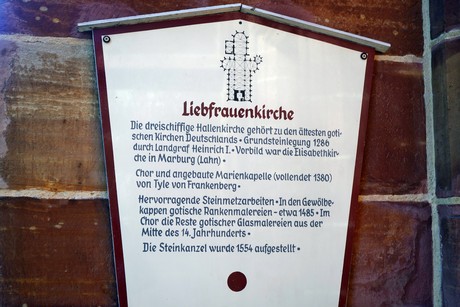 Liebfrauenkirche
Die dreischiffige Hallenkirche gehört zu den ältesten goti-
schen Kirchen Deutschlands • Grundsteinlegung 1286
durch Landgraf Heinrich I. • Vorbild war die Elisabethkir-
che in Marburg (Lahn) •
Chor und angebaute Marienkapelle (vollendet 1380)
von Tyle von Frankenberg •
Hervorragende Steinmetzarbeiten • In den Gewölbe-
kappen gotische Rankenmalereien - etwa 1485 • Im
Chor die Reste gotischer Glasmalereien aus der
Mitte des 14. Jahrhunderts •
Die Steinkanzel wurde 1554 aufgestellt •